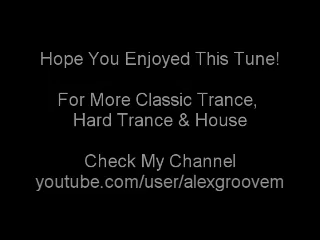 Hope You Enjoyed This Tune!
For More Classic Trance,
Hard Trance & House
Check My Channel
youtube.com/user/alexgroovem